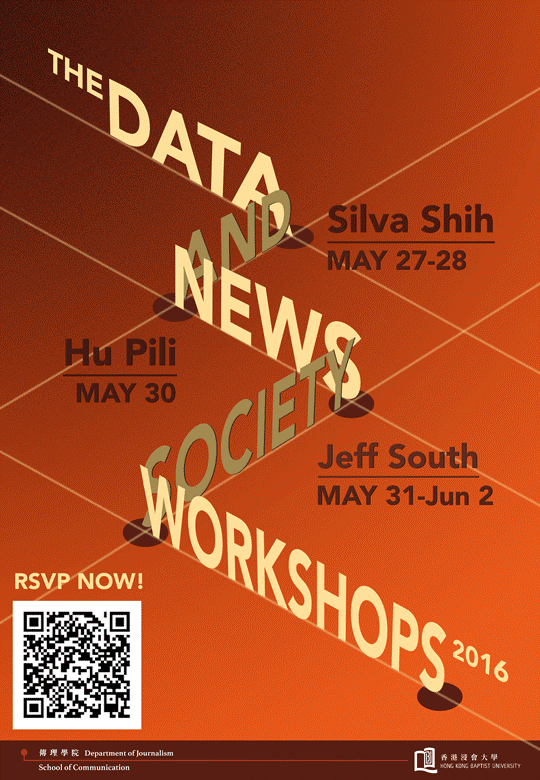 THE DATA
AND
NEWS
SOCIETY
WORKSHOPS 2016
Silva Shih
MAY 27-28
Hu Pili
MAY 30
Jeff South
MAY 31-Jun 2
RSVP NOW!
傳理學院 Department of Journalism
School of Communication
香港浸會大學
HONG KONG BAPTIST UNIVERSITY